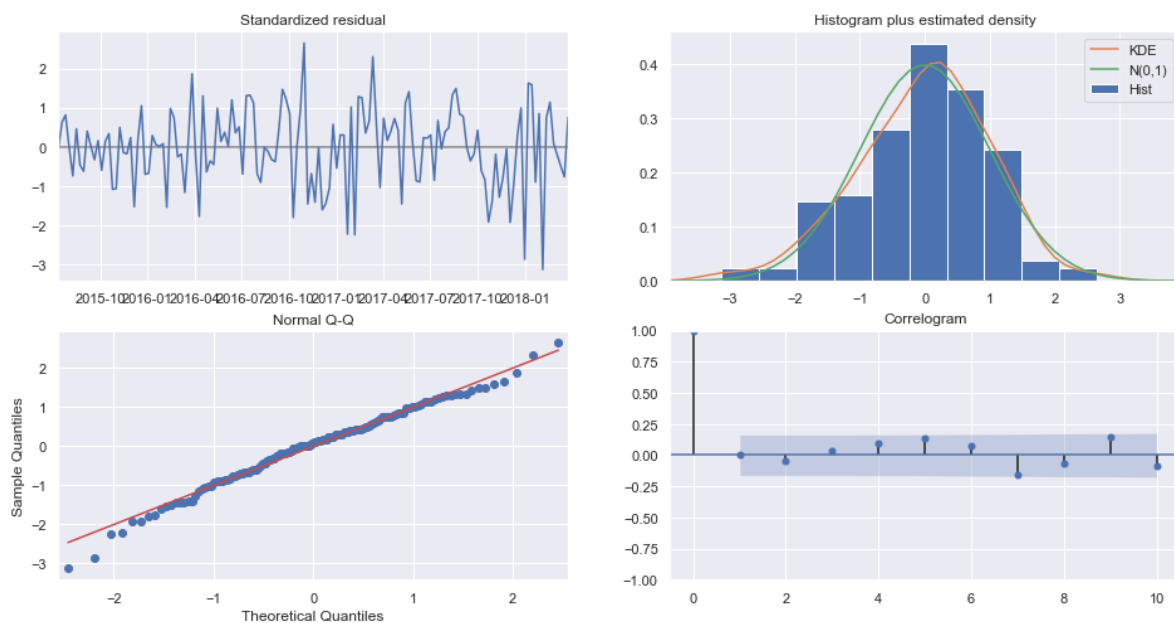 Standardized residual
2
1
0
−1
−2
−3
2015-10 2016-01 2016-04 2016-07 2016-10 2017-01 2017-04 2017-07 2017-10 2018-01
Histogram plus estimated density
KDE
N(0,1)
Hist
0.4
0.3
0.2
0.1
0.0
−3 −2 −1 0 1 2 3
Normal Q-Q
Sample Quantiles
2
1
0
−1
−2
−3
−2 −1 0 1 2
Theoretical Quantiles
Correlogram
1.00
0.75
0.50
0.25
0.00
−0.25
−0.50
−0.75
−1.00
0 2 4 6 8 10